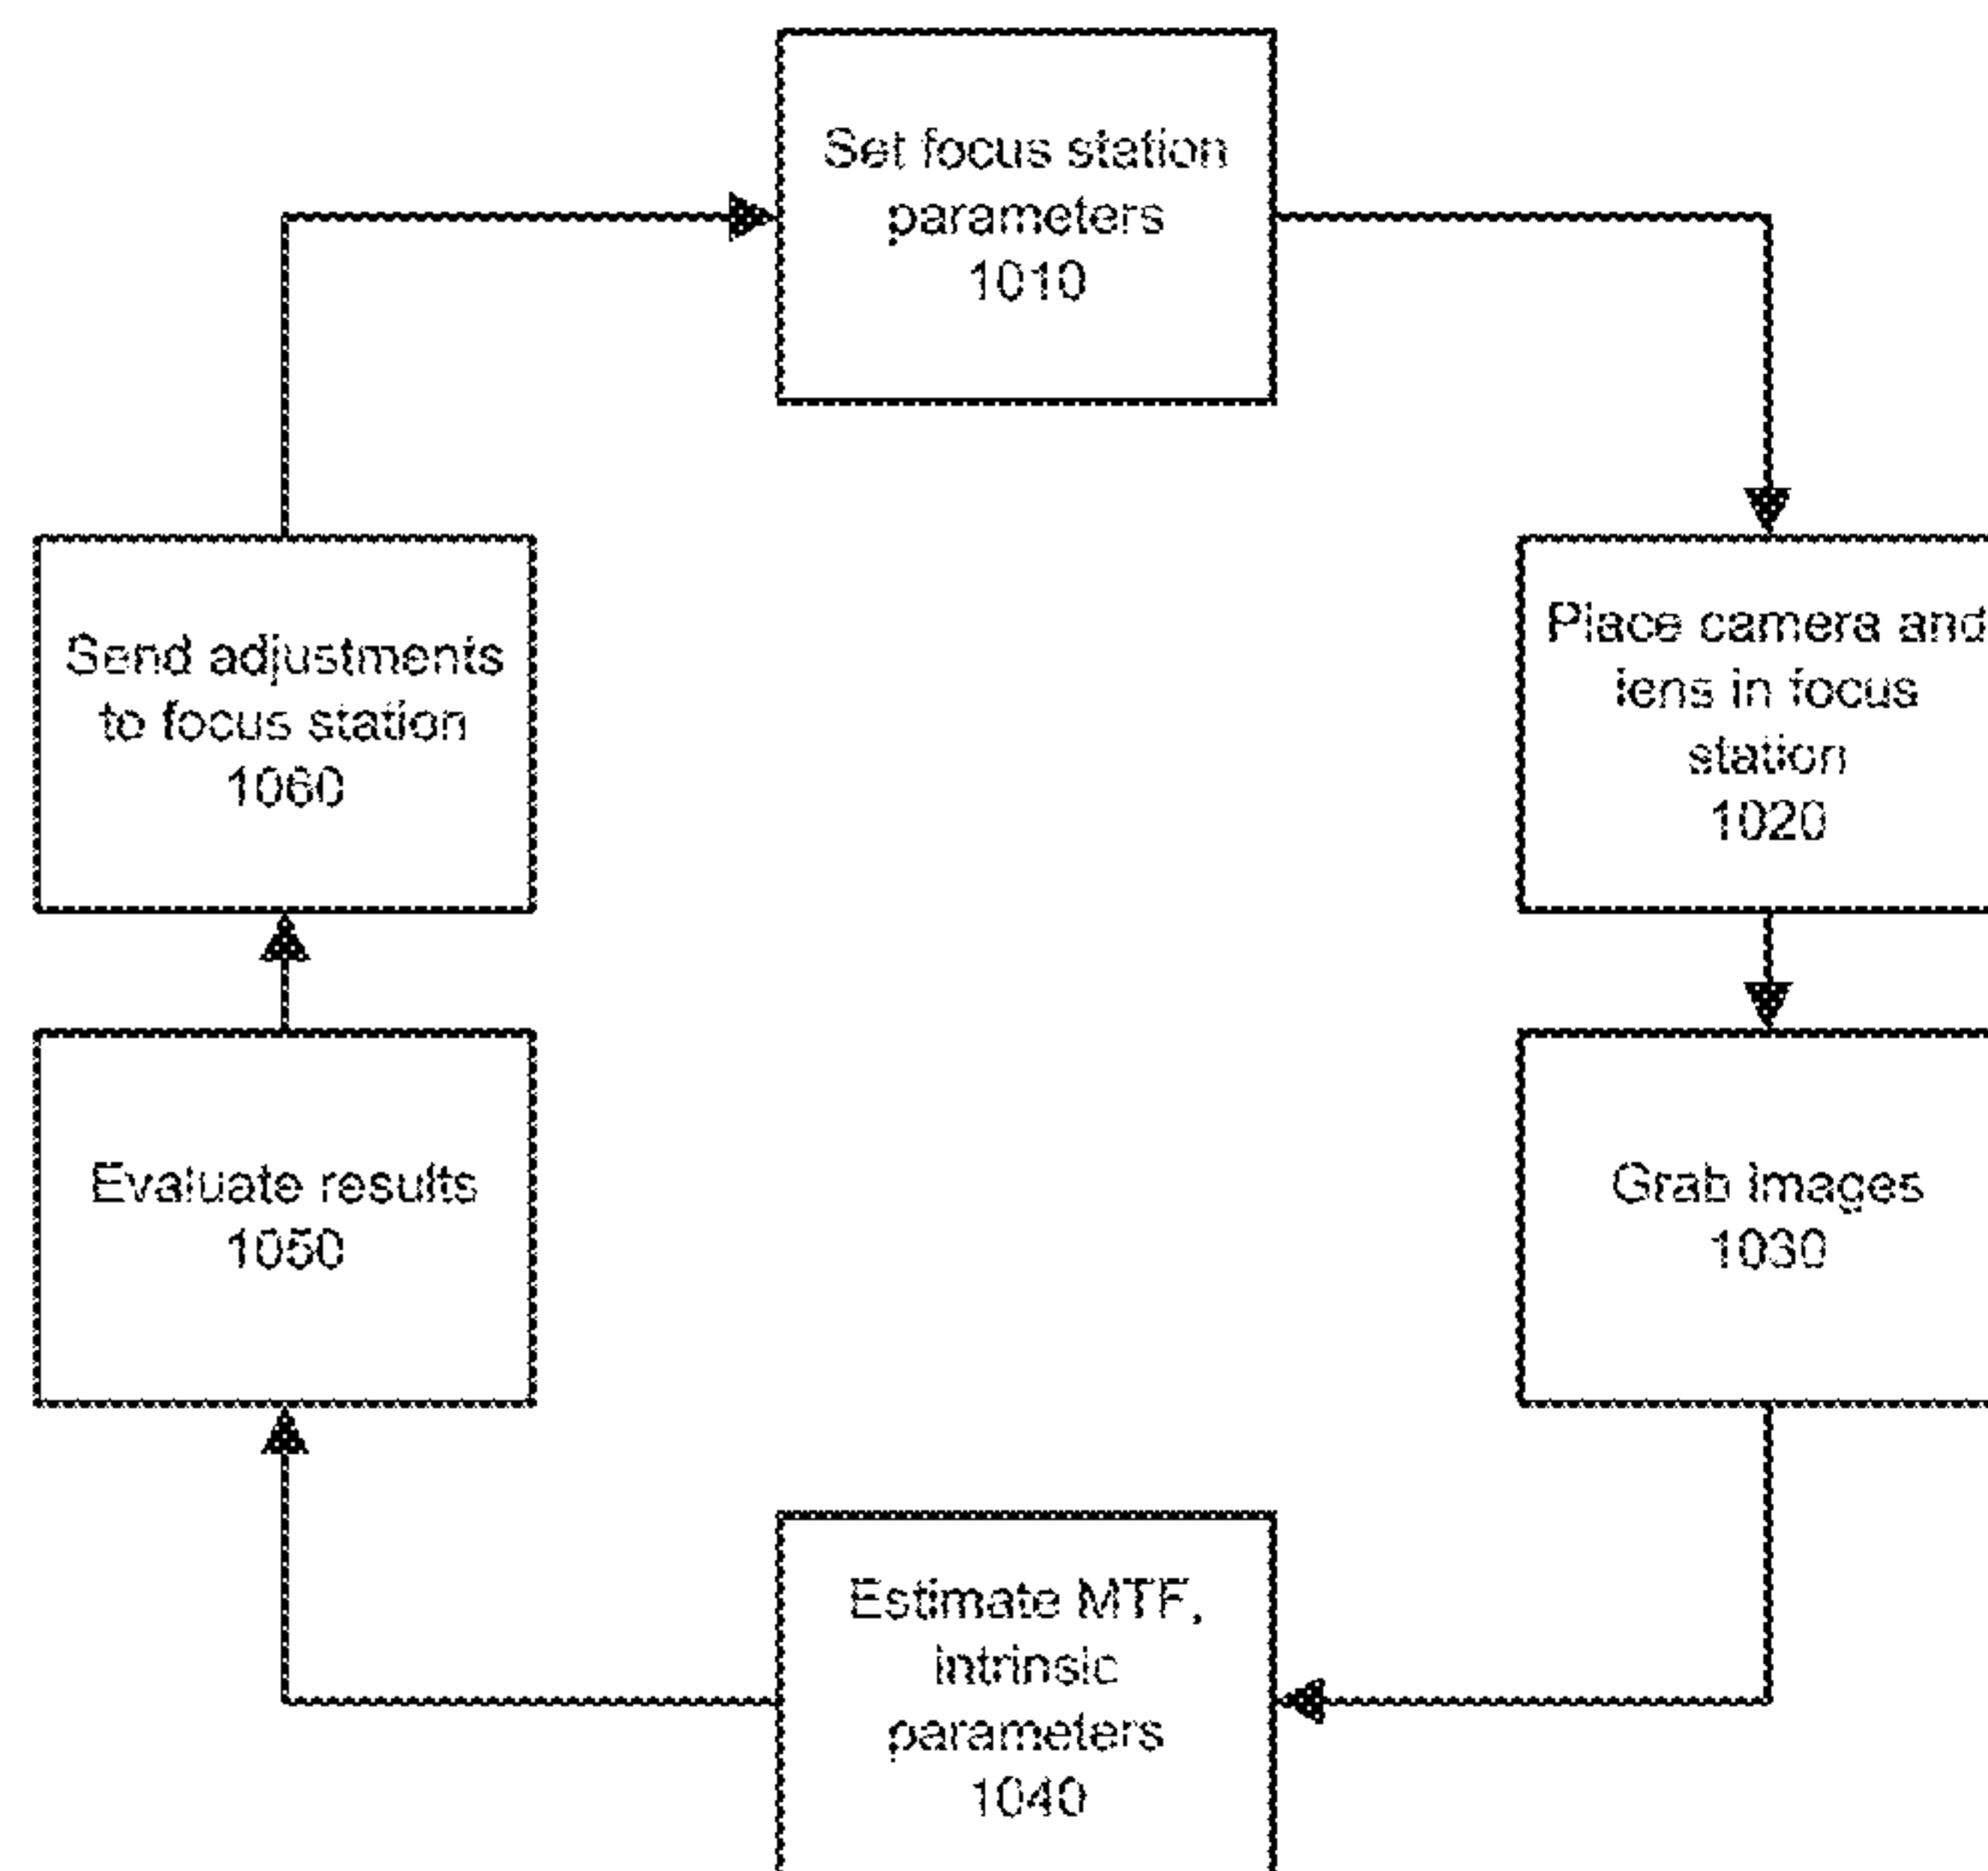 Set focus station
parameters
1010
Place camera and
lens in focus
station
1020
Grab images
1030
Estimate MTF,
intrinsic
parameters
1040
Evaluate results
1050
Send adjustments
to focus station
1060